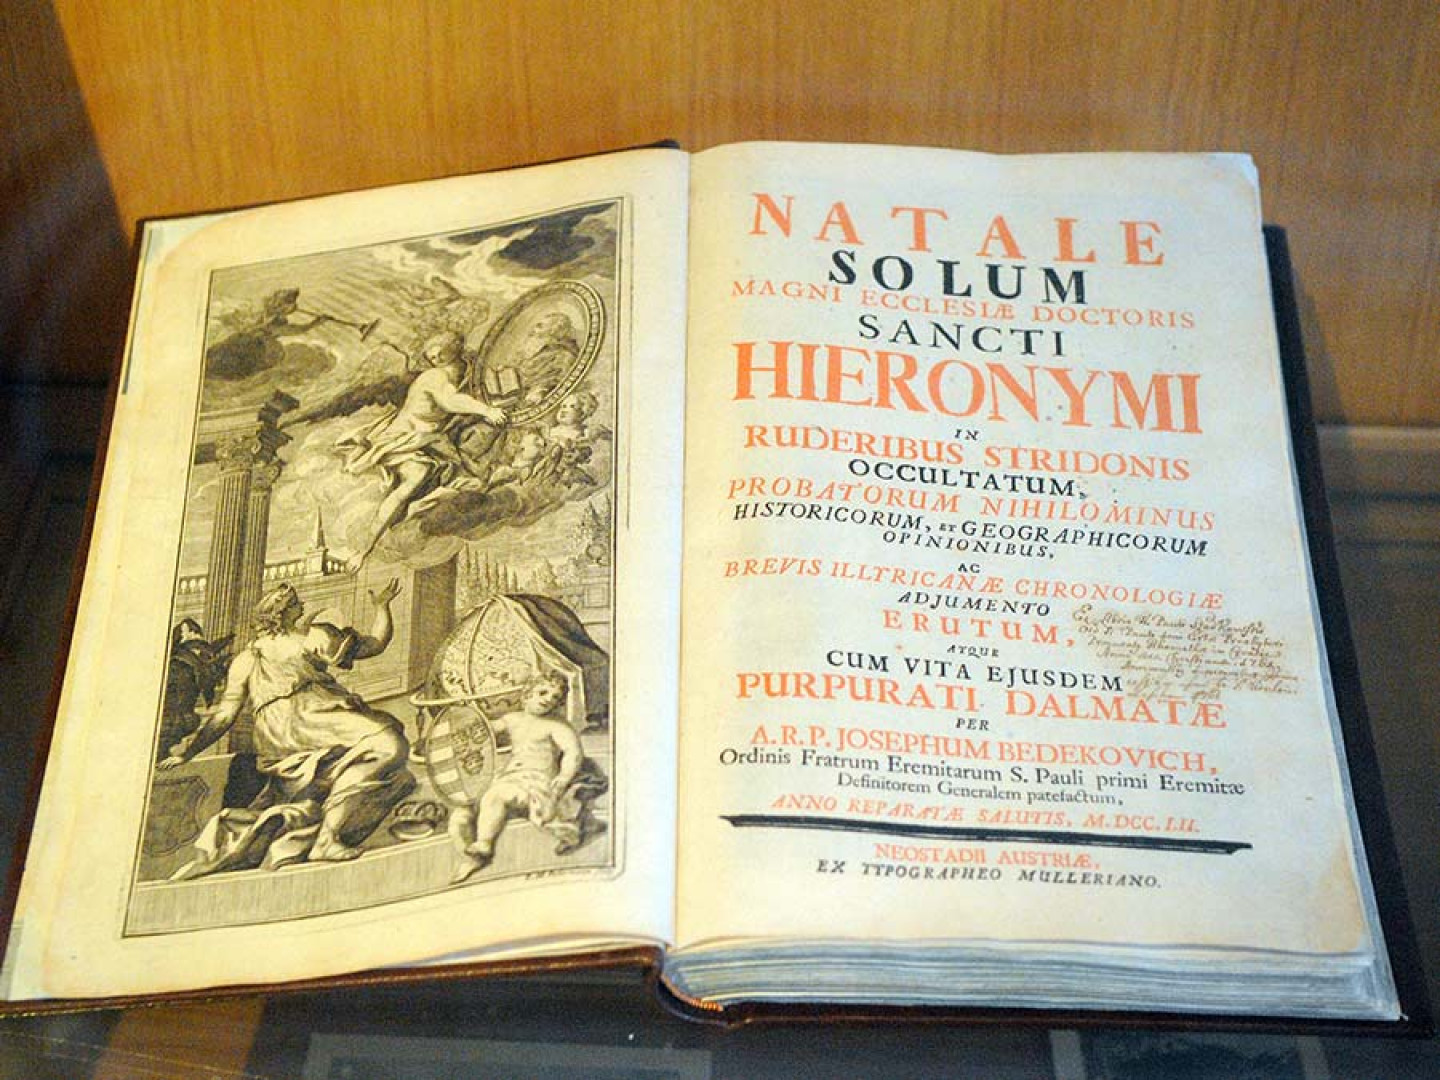 NATALE
SOLUM
MAGNI ECCLESIÆ DOCTORIS
SANCTI
HIERONYMI
IN
RUDERIBUS STRIDONIS
OCCULTATUM,
PROBATORUM NIHILOMINUS
HISTORICORUM, ET GEOGRAPHICORUM
OPINIONIBUS,
AC
BREVIS ILLYRICANÆ CHRONOLOGIÆ
ADJUMENTO
ERUTUM,
ATQUE
CUM VITA EJUSDEM
PURPURATI DALMATÆ
PER
A.R.P. JOSEPHUM BEDEKOVICH,
Ordinis Fratrum Eremitarum S. Pauli primi Eremitæ
Definitorem Generalem patefactum,
ANNO REPARATÆ SALUTIS, M.DCC.LII.
NEOSTADII AUSTRIÆ,
EX TYPOGRAPHEO MULLERIANO.